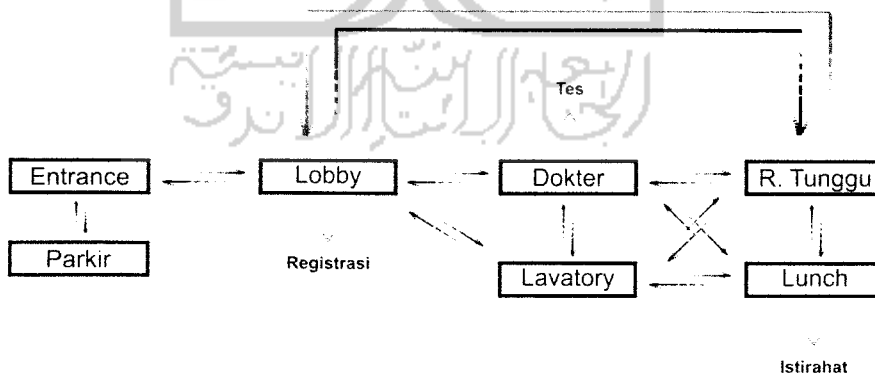 Tes
Entrance
Lobby
Dokter
R. Tunggu
Parkir
Registrasi
Lavatory
Lunch
Istirahat